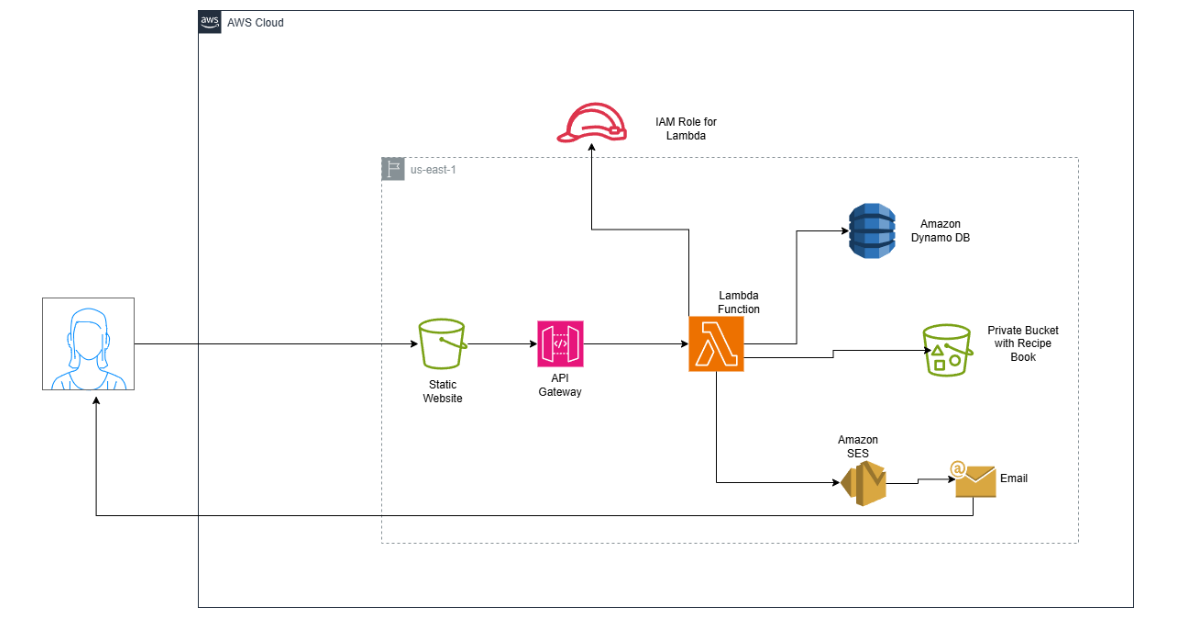 aws
AWS Cloud
IAM Role for
Lambda
us-east-1
Amazon
Dynamo DB
Lambda
Function
Private Bucket
with Recipe
Book
Static
Website
API
Gateway
Amazon
SES
@
Email